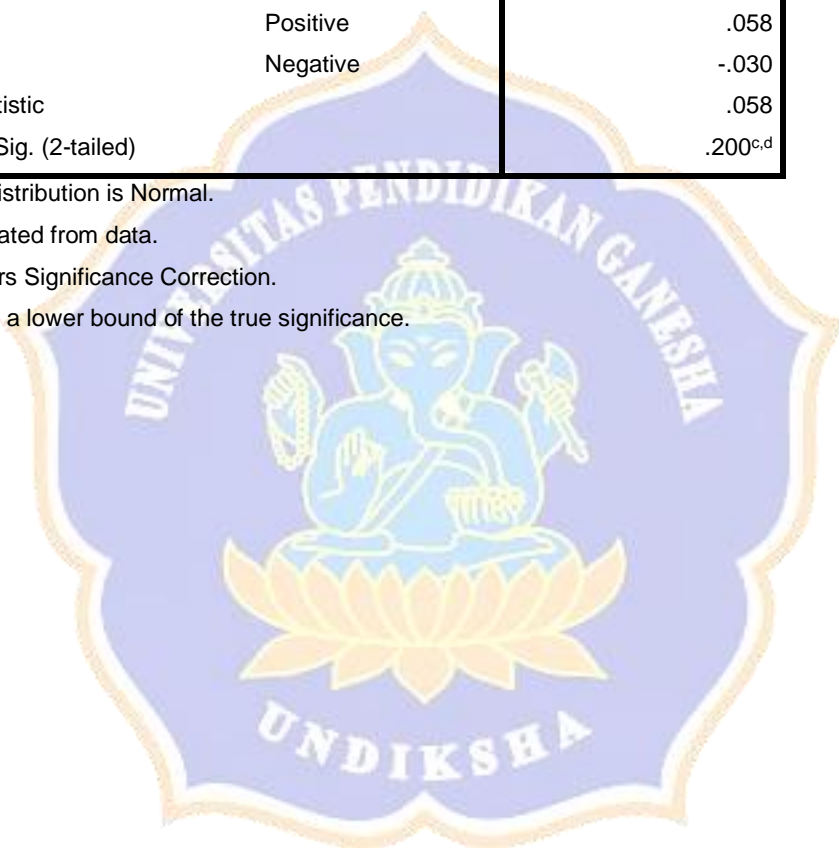 Positive .058
Negative -.030
tistic .058
Sig. (2-tailed) .200c,d
istribution is Normal.
ated from data.
rs Significance Correction.
a lower bound of the true significance.
UNIVERSITAS PENDIDIKAN GANESHA
UNDIKSHA